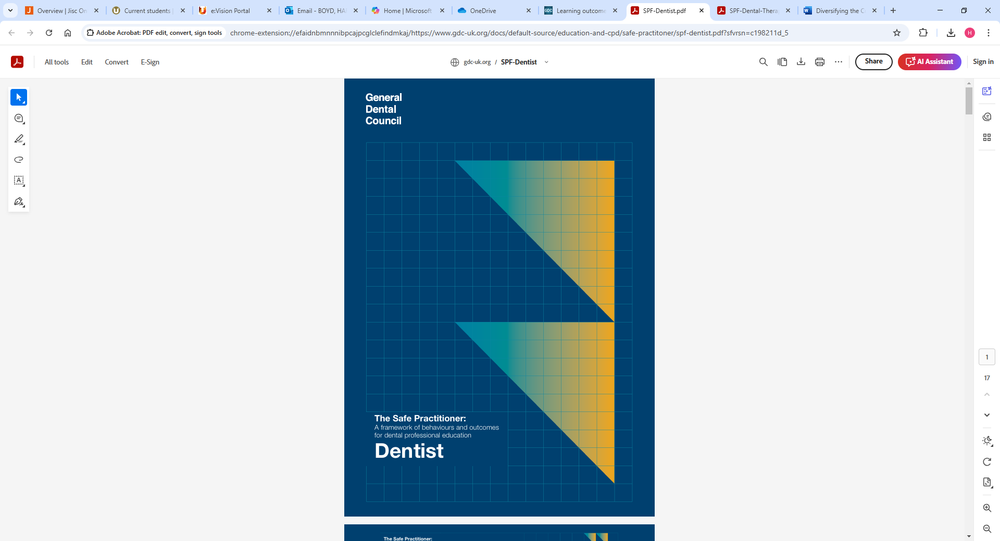 Overview | Jisc On
Current students |
e:Vision Portal
Email - BOYD, HA
Home | Microsoft
OneDrive
GDC
Learning outcome
SPF-Dentist.pdf
SPF-Dental-Thera
Diversifying the C
Adobe Acrobat: PDF edit, convert, sign tools
chrome-extension://efaidnbmnnnibpcajpcglclefindmkaj/https://www.gdc-uk.org/docs/default-source/education-and-cpd/safe-practitoner/spf-dentist.pdf?sfvrsn=c198211d_5
H
All tools
Edit
Convert
E-Sign
gdc-uk.org / SPF-Dentist
Share
AI Assistant
Sign in
General
Dental
Council
The Safe Practitioner:
A framework of behaviours and outcomes
for dental professional education
Dentist
1
17
The Safe Practitioner: